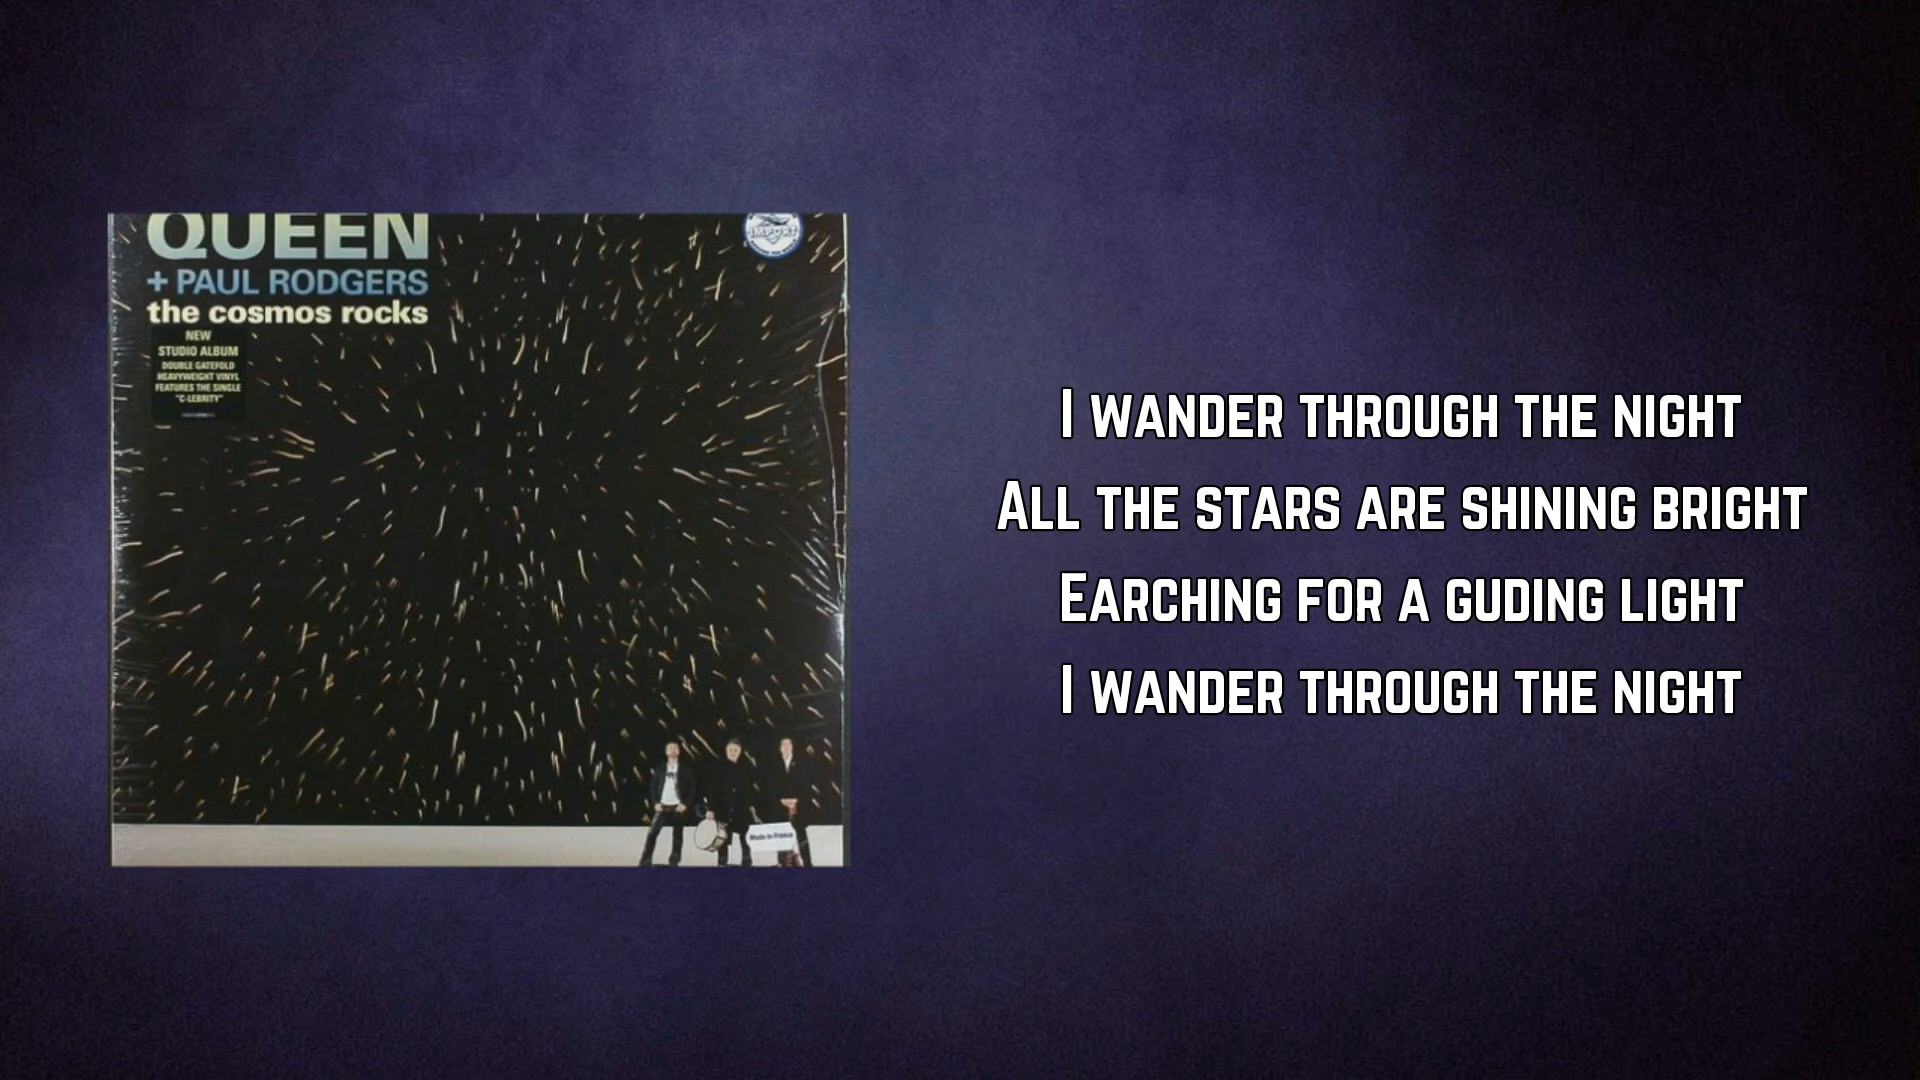 QUEEN
+ PAUL RODGERS
the cosmos rocks
NEW
STUDIO ALBUM
DOUBLE GATEFOLD
HEAVYWEIGHT VINYL
FEATURES THE SINGLE
"C-LEBRITY"
IMPORT
Made in France
I WANDER THROUGH THE NIGHT
ALL THE STARS ARE SHINING BRIGHT
EARCHING FOR A GUDING LIGHT
I WANDER THROUGH THE NIGHT